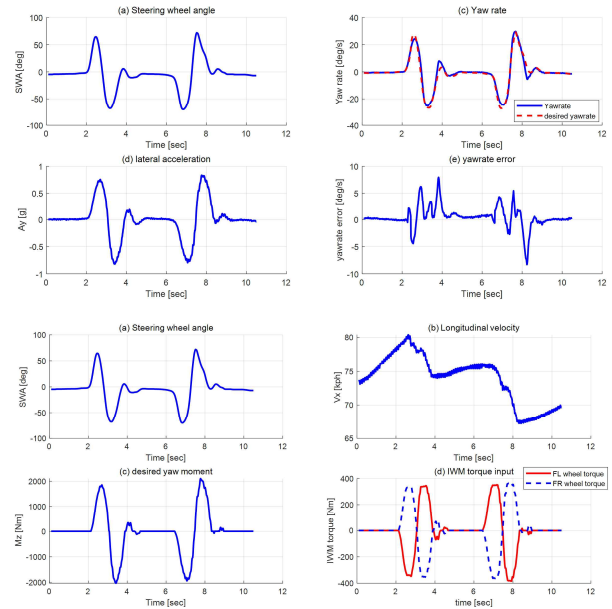 (a) Steering wheel angle
SWA [deg]
100
50
0
-50
-100
0 2 4 6 8 10 12
Time [sec]
(c) Yaw rate
Yaw rate [deg/s]
40
20
0
-20
-40
0 2 4 6 8 10 12
Time [sec]
Yawrate
desired yawrate
(d) lateral acceleration
Ay [g]
1
0.5
0
-0.5
-1
0 2 4 6 8 10 12
Time [sec]
(e) yawrate error
yawrate error [deg/s]
10
5
0
-5
-10
0 2 4 6 8 10 12
Time [sec]
(a) Steering wheel angle
SWA [deg]
100
50
0
-50
-100
0 2 4 6 8 10 12
Time [sec]
(b) Longitudinal velocity
Vx [kph]
80
75
70
65
0 2 4 6 8 10 12
Time [sec]
(c) desired yaw moment
Mz [Nm]
2000
1000
0
-1000
-2000
0 2 4 6 8 10 12
Time [sec]
(d) IWM torque input
IWM torque [Nm]
400
200
0
-200
-400
0 2 4 6 8 10 12
time [sec]
FL wheel torque
FR wheel torque